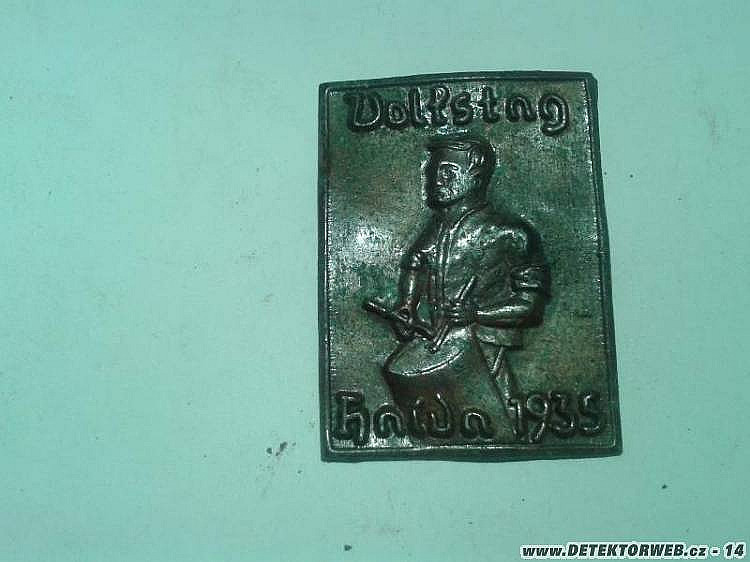 Volkstag
Haida 1935
www.DETEKTORWEB.cz - 14